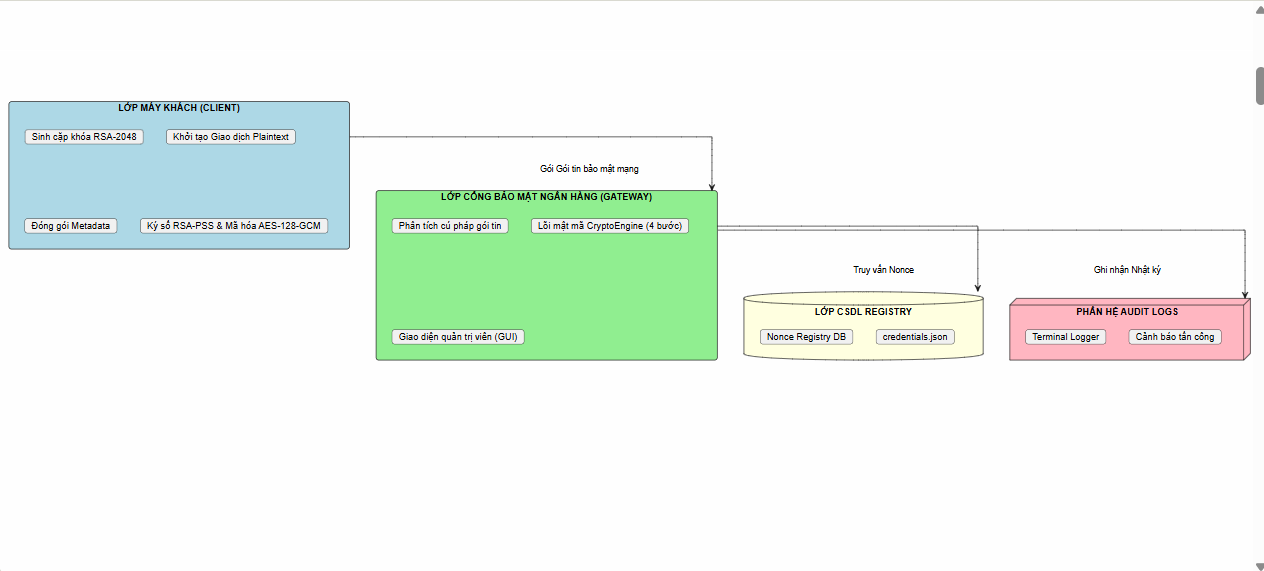 LỚP MÁY KHÁCH (CLIENT)
Sinh cặp khóa RSA-2048
Khởi tạo Giao dịch Plaintext
Đóng gói Metadata
Ký số RSA-PSS & Mã hóa AES-128-GCM
Gói Gói tin bảo mật mạng
LỚP CỔNG BẢO MẬT NGÂN HÀNG (GATEWAY)
Phân tích cú pháp gói tin
Lõi mật mã CryptoEngine (4 bước)
Giao diện quản trị viên (GUI)
Truy vấn Nonce
Ghi nhận Nhật ký
LỚP CSDL REGISTRY
Nonce Registry DB
credentials.json
PHÂN HỆ AUDIT LOGS
Terminal Logger
Cảnh báo tấn công